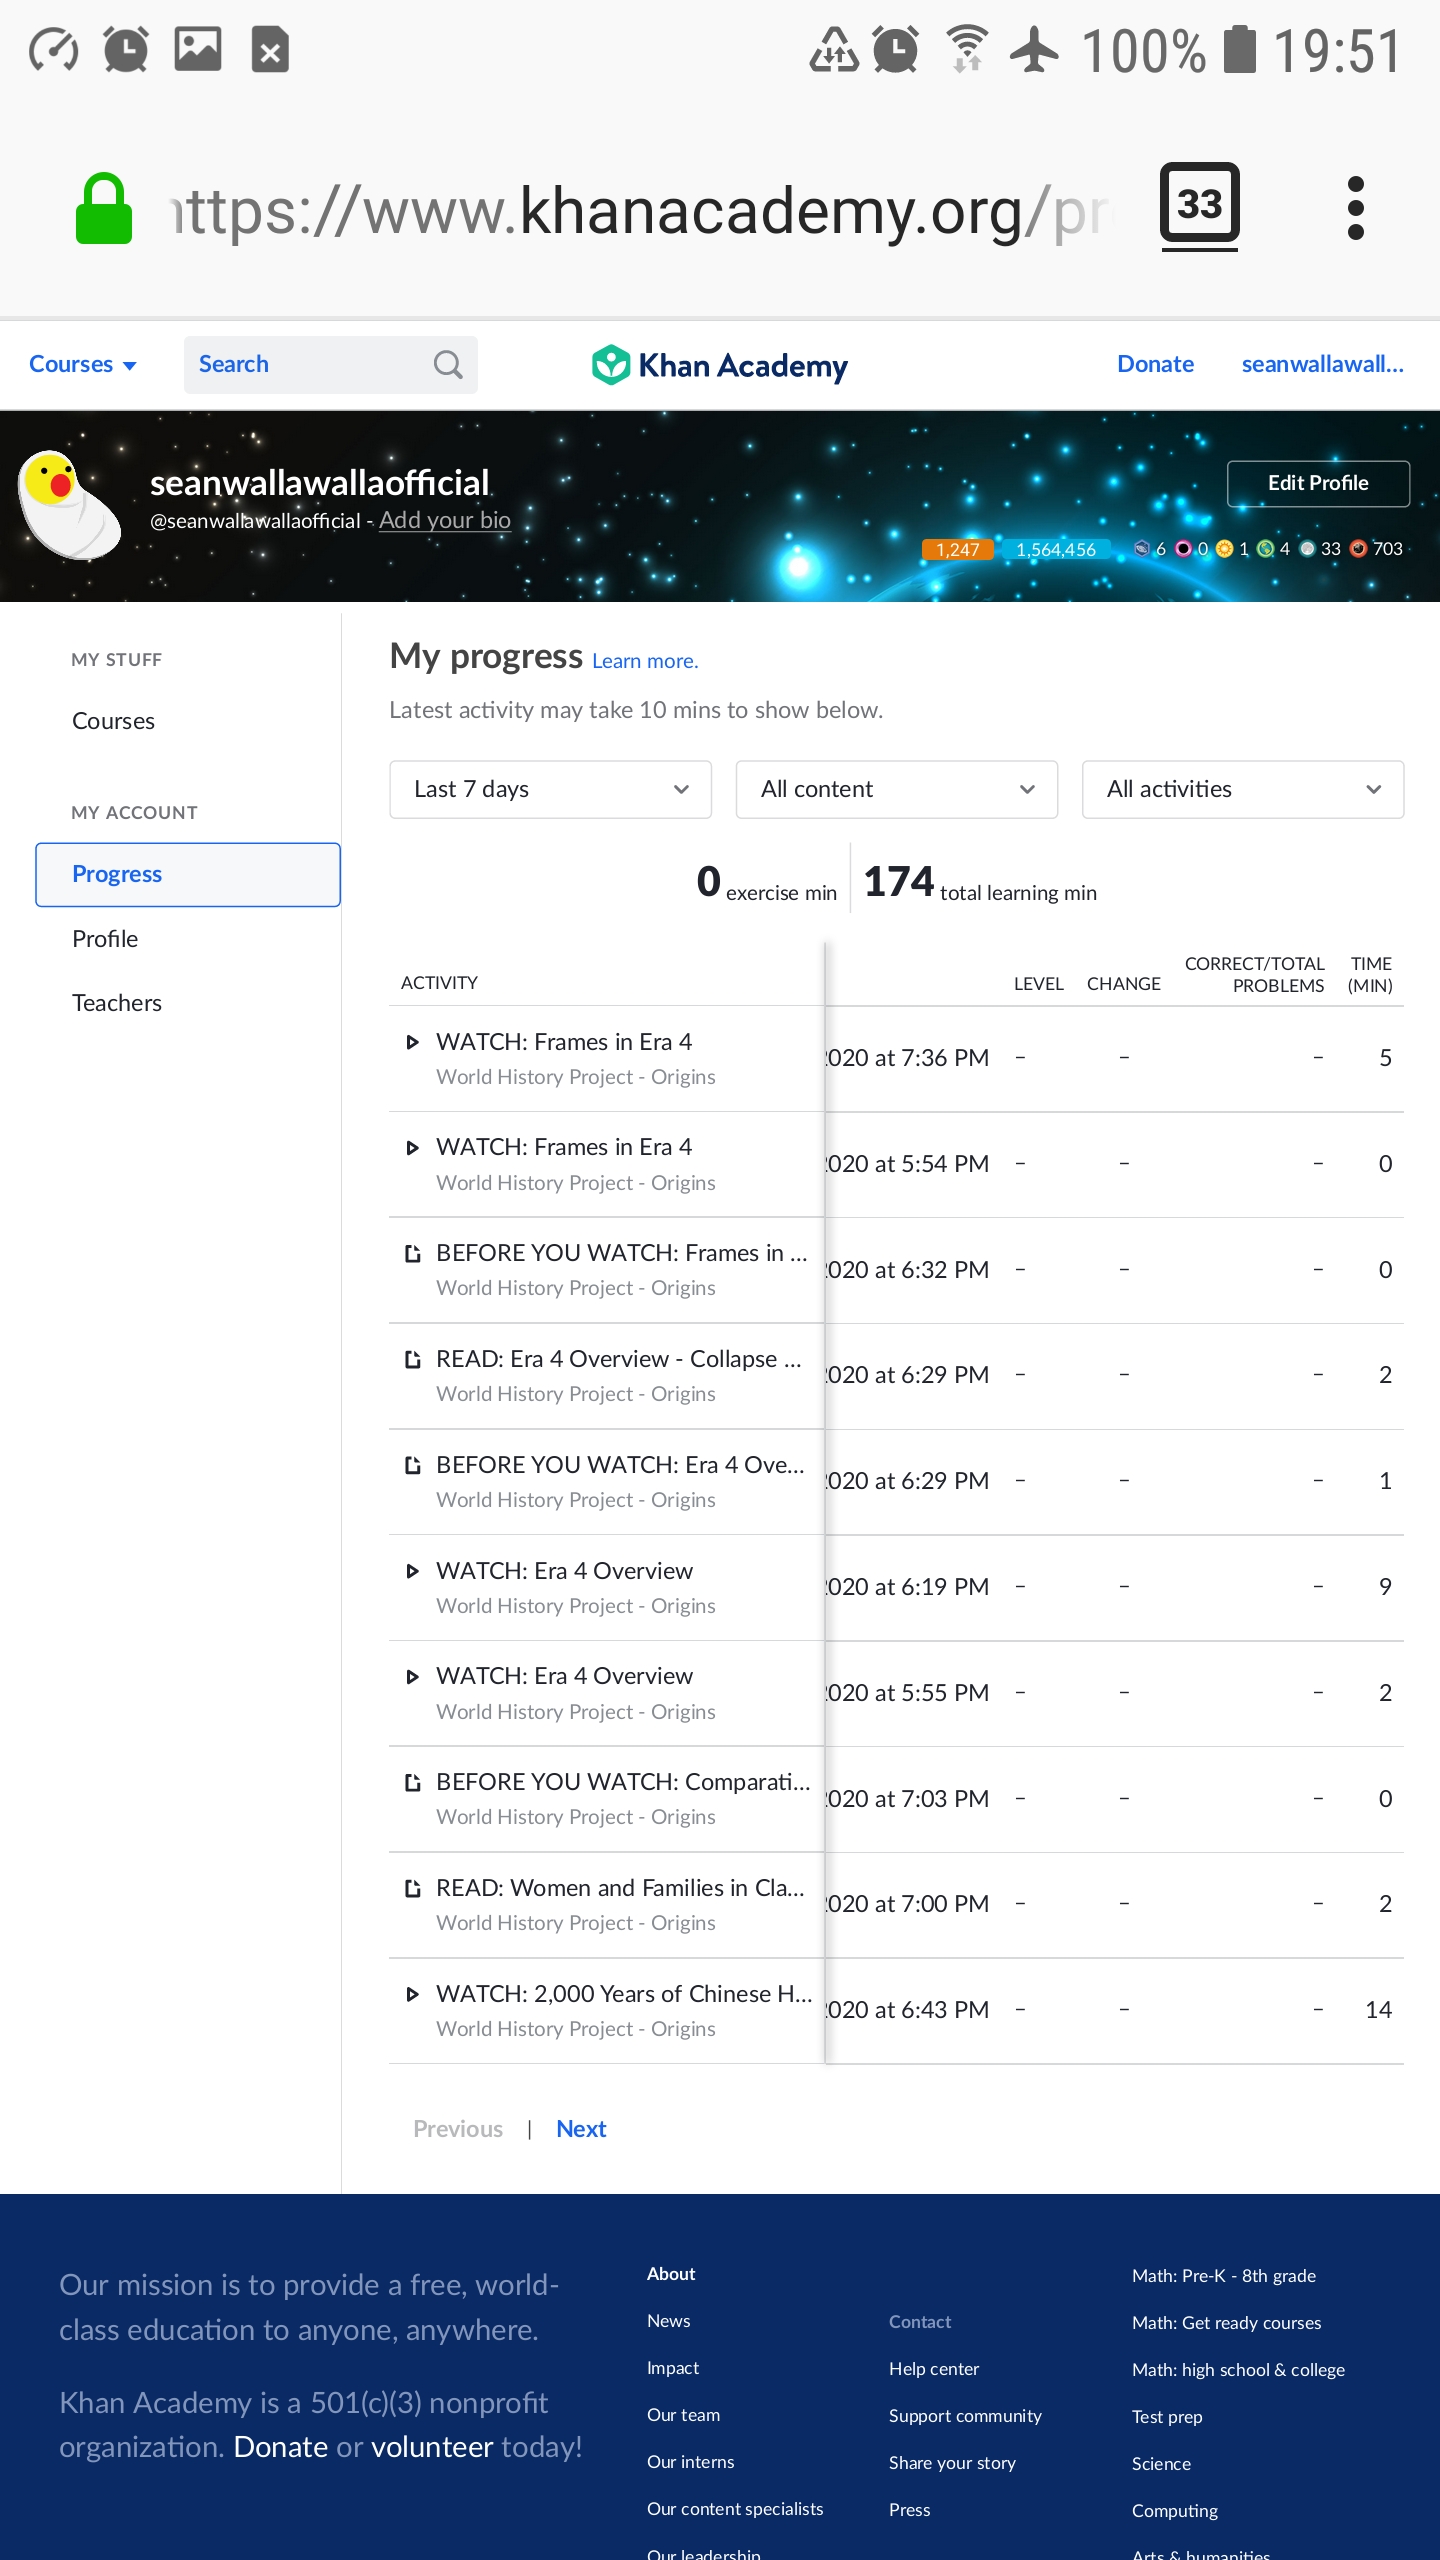 100% 19:51
https://www.khanacademy.org/pr
33
Courses
Search
Khan Academy
Donate
seanwallawall...
seanwallawallaofficial
@seanwallawallaofficial - Add your bio
Edit Profile
1,247 1,564,456 6 0 1 4 33 703
MY STUFF
Courses
MY ACCOUNT
Progress
Profile
Teachers
My progress Learn more.
Latest activity may take 10 mins to show below.
Last 7 days
All content
All activities
0 exercise min
174 total learning min
ACTIVITY LEVEL CHANGE CORRECT/TOTAL PROBLEMS TIME (MIN)
WATCH: Frames in Era 4
World History Project - Origins
2020 at 7:36 PM – – – 5
WATCH: Frames in Era 4
World History Project - Origins
2020 at 5:54 PM – – – 0
BEFORE YOU WATCH: Frames in ...
World History Project - Origins
2020 at 6:32 PM – – – 0
READ: Era 4 Overview - Collapse ...
World History Project - Origins
2020 at 6:29 PM – – – 2
BEFORE YOU WATCH: Era 4 Ove...
World History Project - Origins
2020 at 6:29 PM – – – 1
WATCH: Era 4 Overview
World History Project - Origins
2020 at 6:19 PM – – – 9
WATCH: Era 4 Overview
World History Project - Origins
2020 at 5:55 PM – – – 2
BEFORE YOU WATCH: Comparati...
World History Project - Origins
2020 at 7:03 PM – – – 0
READ: Women and Families in Cla...
World History Project - Origins
2020 at 7:00 PM – – – 2
WATCH: 2,000 Years of Chinese H...
World History Project - Origins
2020 at 6:43 PM – – – 14
Previous | Next
Our mission is to provide a free, world-
class education to anyone, anywhere.
Khan Academy is a 501(c)(3) nonprofit
organization. Donate or volunteer today!
About
News
Impact
Our team
Our interns
Our content specialists
Our leadership
Contact
Help center
Support community
Share your story
Press
Math: Pre-K - 8th grade
Math: Get ready courses
Math: high school & college
Test prep
Science
Computing
Arts & humanities